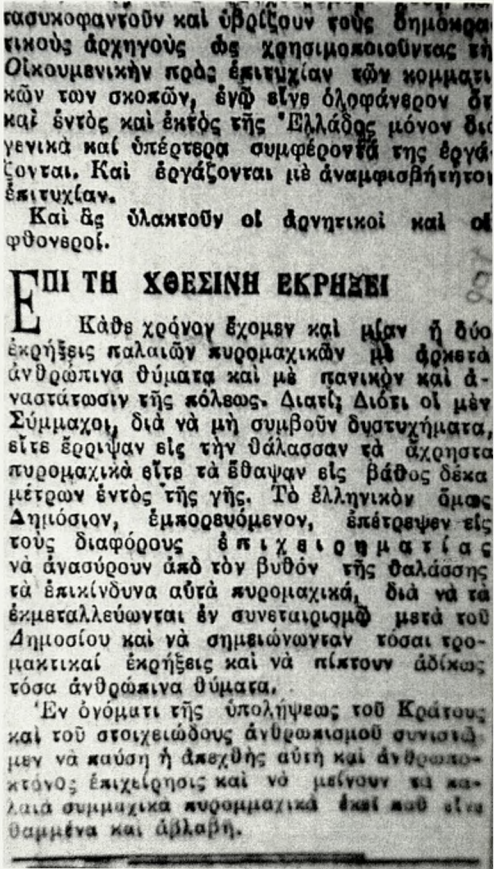 τασυκοφαντοῦν καὶ ὑβρίζουν τοὺς δημοκρα
τικοὺς ἀρχηγοὺς ὡς χρησιμοποιοῦντας τὴ
Οἰκουμενικὴν πρὸς ἐπιτυχίαν τῶν κομματι
κῶν των σκοπῶν, ἐνῷ εἶνε ὁλοφάνερον ὅτ
καὶ ἐντὸς καὶ ἐκτὸς τῆς Ἑλλάδος μόνον διὰ
γενικὰ καὶ ὑπέρτερα συμφέροντά της ἐργά
ζονται. Καὶ ἐργάζονται μὲ ἀναμφισβήτητον
ἐπιτυχίαν.
Καὶ ἂς ὑλακτοῦν οἱ ἀρνητικοὶ καὶ οἱ
φθονεροί.
ΕΠΙ ΤΗ ΧΘΕΣΙΝΗ ΕΚΡΗΞΕΙ
Κάθε χρόνον ἔχομεν καὶ μίαν ἢ δύο
ἐκρήξεις παλαιῶν πυρομαχικῶν μὲ ἀρκετὰ
ἀνθρώπινα θύματα καὶ μὲ πανικὸν καὶ ἀ-
ναστάτωσιν τῆς πόλεως. Διατί; Διότι οἱ μὲν
Σύμμαχοι, διὰ νὰ μὴ συμβοῦν δυστυχήματα,
εἴτε ἔρριψαν εἰς τὴν θάλασσαν τὰ ἄχρηστα
πυρομαχικὰ εἴτε τὰ ἔθαψαν εἰς βάθος δέκα
μέτρων ἐντὸς τῆς γῆς. Τὸ ἑλληνικὸν ὅμως
Δημόσιον, ἐμπορευόμενον, ἐπέτρεψεν εἰς
τοὺς διαφόρους ἐπιχειρηματίας
νὰ ἀνασύρουν ἀπὸ τὸν βυθὸν τῆς θαλάσσης
τὰ ἐπικίνδυνα αὐτὰ πυρομαχικά, διὰ νὰ τὰ
ἐκμεταλλεύωνται ἐν συνεταιρισμῷ μετὰ τοῦ
Δημοσίου καὶ νὰ σημειώνωνται τόσαι τρο-
μακτικαὶ ἐκρήξεις καὶ νὰ πίπτουν ἀδίκως
τόσα ἀνθρώπινα θύματα.
Ἐν ὀνόματι τῆς ὑπολήψεως τοῦ Κράτους
καὶ τοῦ στοιχειώδους ἀνθρωπισμοῦ συνιστῶ
μεν νὰ παύσῃ ἡ ἀπεχθὴς αὐτὴ καὶ ἀνθρωπο-
κτόνος ἐπιχείρησις καὶ νὰ μείνουν τὰ πα-
λαιὰ συμμαχικὰ πυρομμαχικὰ ἐκεῖ ποῦ εἶνε
θαμμένα καὶ ἀβλαβῆ.